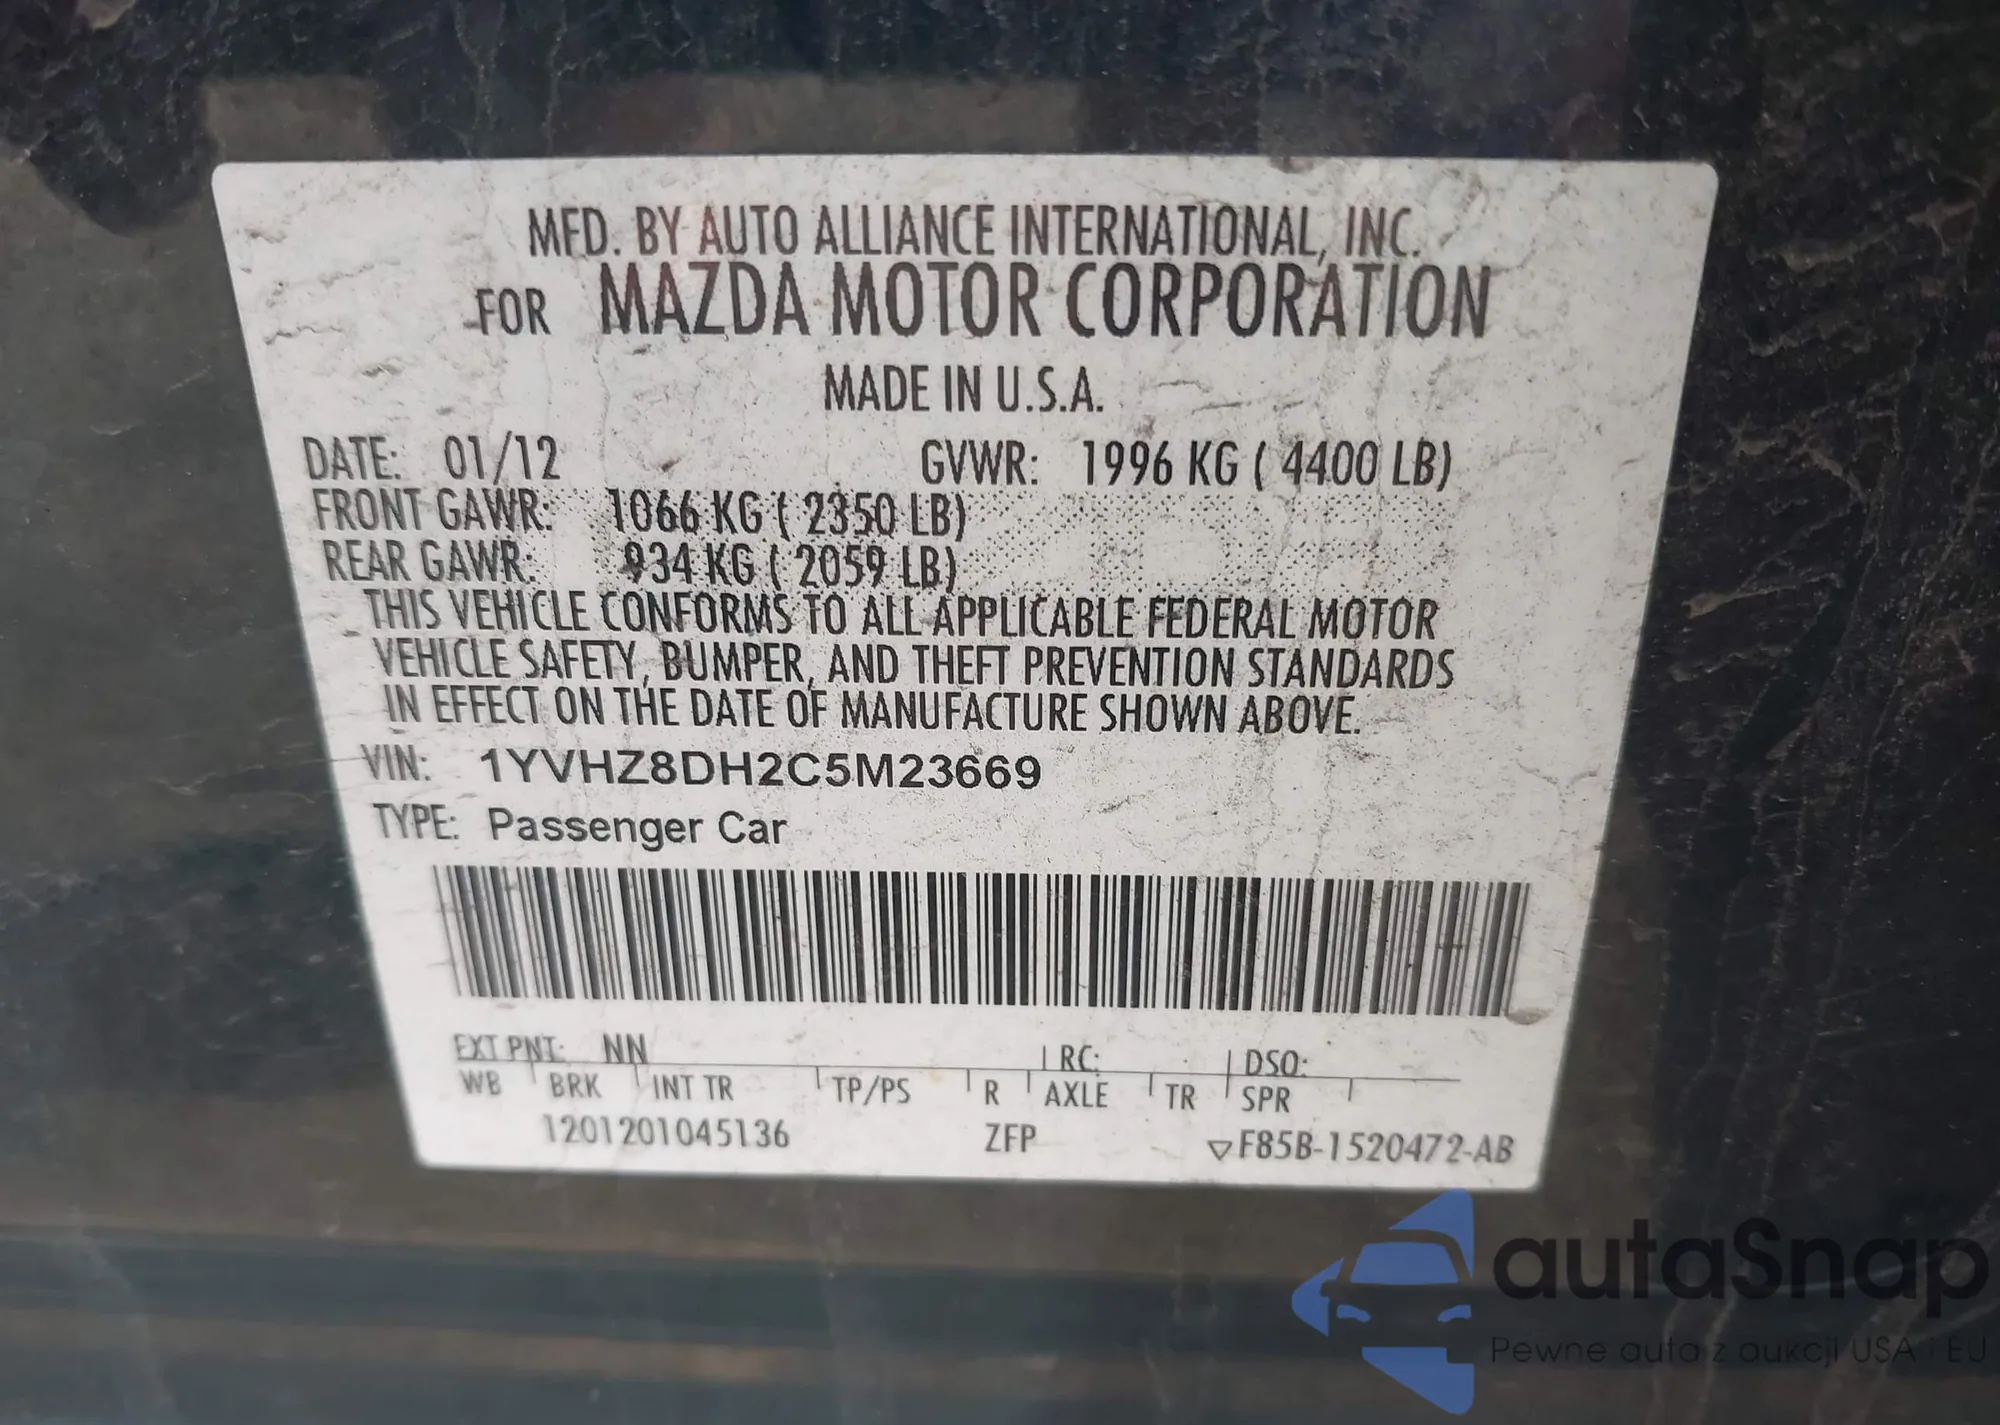 MFD. BY AUTO ALLIANCE INTERNATIONAL, INC.
FOR MAZDA MOTOR CORPORATION
MADE IN U.S.A.
DATE: 01/12 GVWR: 1996 KG ( 4400 LB)
FRONT GAWR: 1066 KG ( 2350 LB)
REAR GAWR: 934 KG ( 2059 LB)
THIS VEHICLE CONFORMS TO ALL APPLICABLE FEDERAL MOTOR
VEHICLE SAFETY, BUMPER, AND THEFT PREVENTION STANDARDS
IN EFFECT ON THE DATE OF MANUFACTURE SHOWN ABOVE.
VIN: 1YVHZ8DH2C5M23669
TYPE: Passenger Car
EXT PNT: NN RC: DSO:
WB BRK INT TR TP/PS R AXLE TR SPR
1201201045136 ZFP ▽F85B-1520472-AB
autaSnap
Pewne auta z aukcji USA i EU